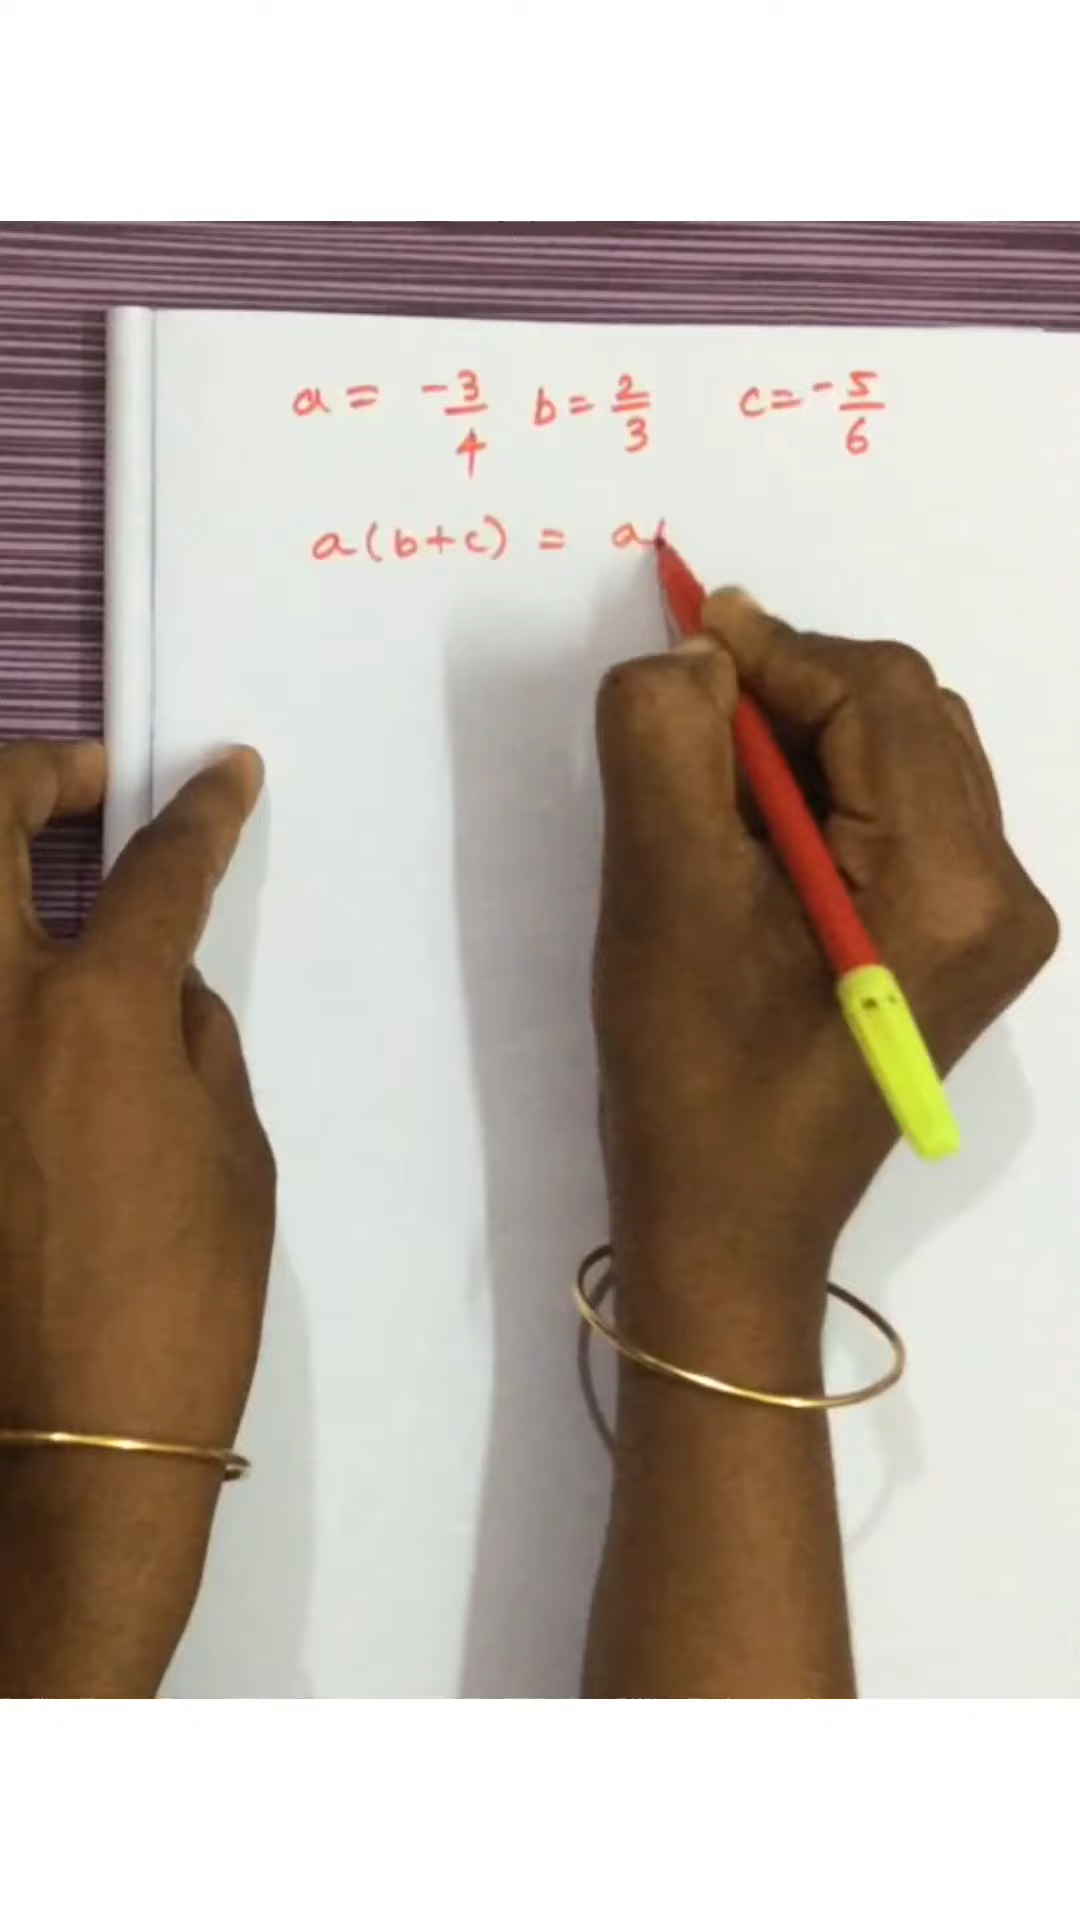 a = -3/4 b = 2/3 c = -5/6
a(b+c) = a(